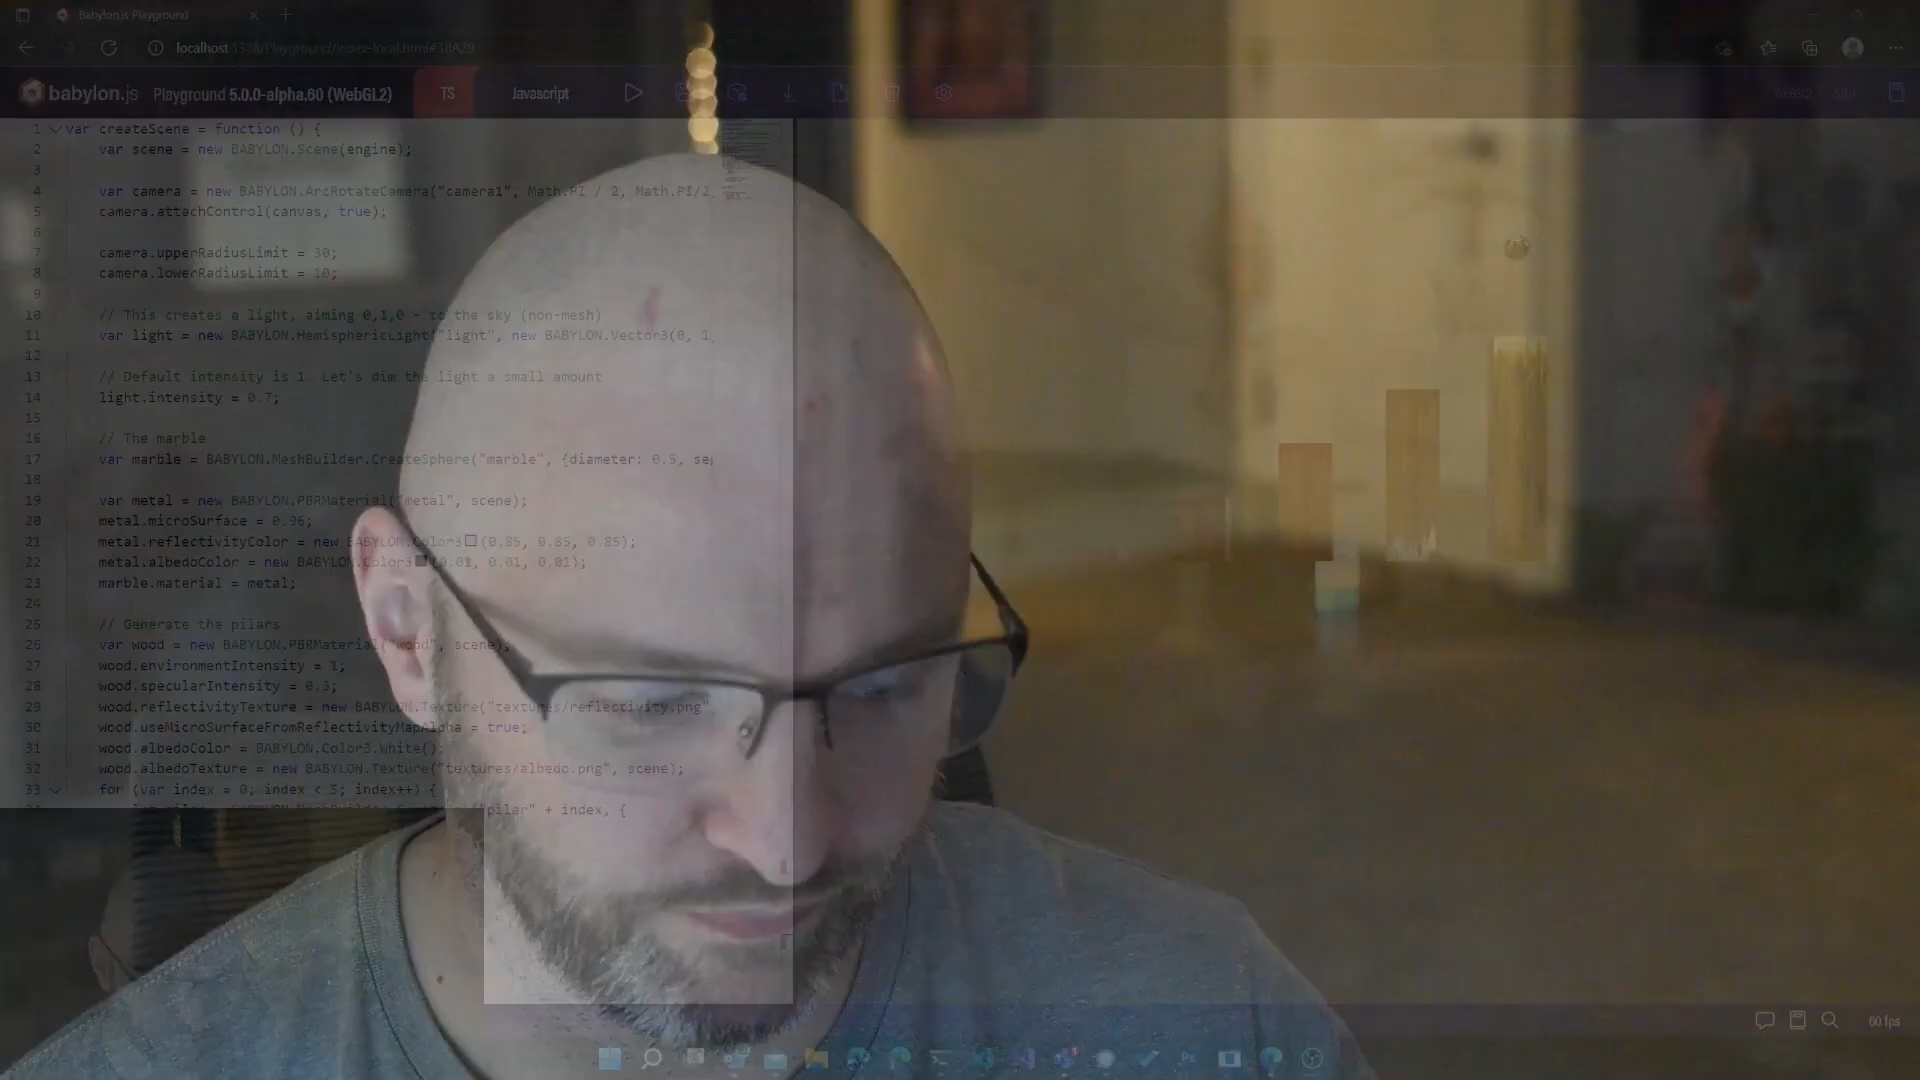 Babylon.js Playground
localhost:1338/Playground/index-local.html#3I1AZ9
babylon.js Playground 5.0.0-alpha.60 (WebGL2) TS Javascript
1 var createScene = function () {
2 var scene = new BABYLON.Scene(engine);
3
4 var camera = new BABYLON.ArcRotateCamera("camera1", Math.PI / 2, Math.PI/2
5 camera.attachControl(canvas, true);
6
7 camera.upperRadiusLimit = 30;
8 camera.lowerRadiusLimit = 10;
9
10 // This creates a light, aiming 0,1,0 - to the sky (non-mesh)
11 var light = new BABYLON.HemisphericLight("light", new BABYLON.Vector3(0, 1,
12
13 // Default intensity is 1. Let's dim the light a small amount
14 light.intensity = 0.7;
15
16 // The marble
17 var marble = BABYLON.MeshBuilder.CreateSphere("marble", {diameter: 0.5, se
18
19 var metal = new BABYLON.PBRMaterial("metal", scene);
20 metal.microSurface = 0.96;
21 metal.reflectivityColor = new BABYLON.Color3(0.85, 0.85, 0.85);
22 metal.albedoColor = new BABYLON.Color3(0.01, 0.01, 0.01);
23 marble.material = metal;
24
25 // Generate the pilars
26 var wood = new BABYLON.PBRMaterial("wood", scene);
27 wood.environmentIntensity = 1;
28 wood.specularIntensity = 0.3;
29 wood.reflectivityTexture = new BABYLON.Texture("textures/reflectivity.png"
30 wood.useMicroSurfaceFromReflectivityMapAlpha = true;
31 wood.albedoColor = BABYLON.Color3.White();
32 wood.albedoTexture = new BABYLON.Texture("textures/albedo.png", scene);
33 for (var index = 0; index < 5; index++) {
"pilar" + index, {
60 fps